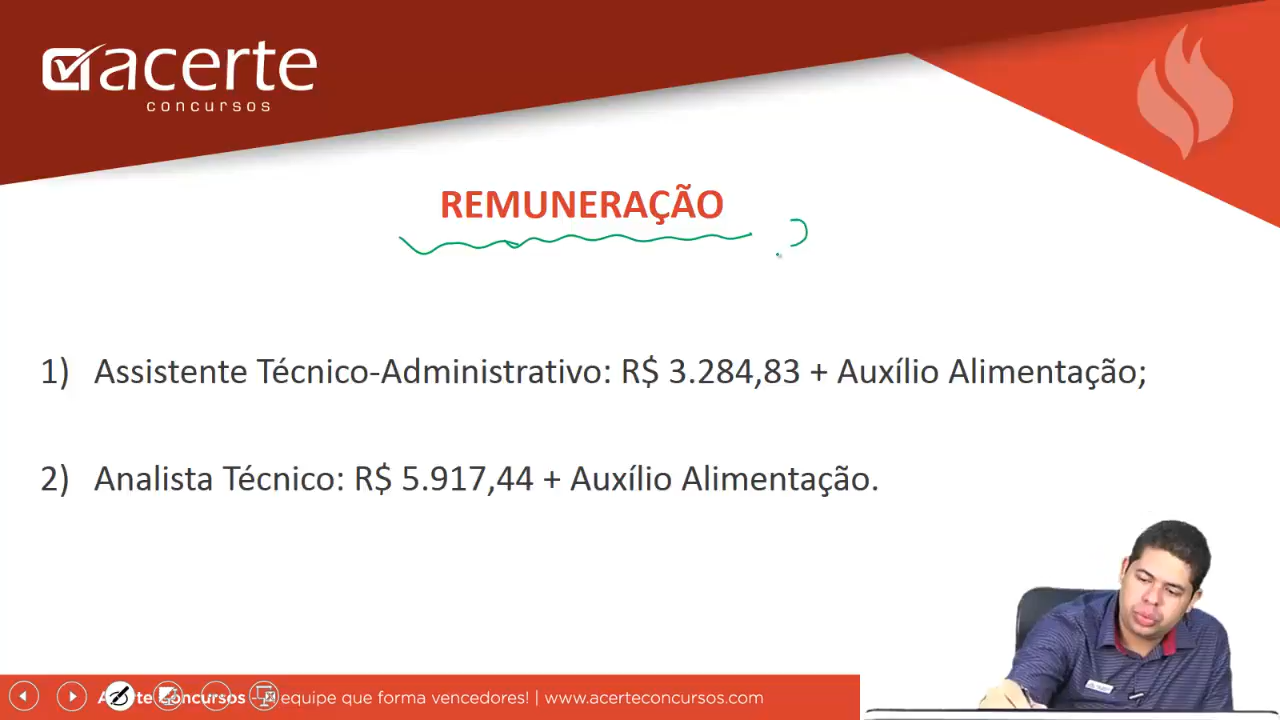 acerte
concursos
REMUNERAÇÃO
?
1) Assistente Técnico-Administrativo: R$ 3.284,83 + Auxílio Alimentação;
2) Analista Técnico: R$ 5.917,44 + Auxílio Alimentação.
Concursos equipe que forma vencedores! | www.acerteconcursos.com